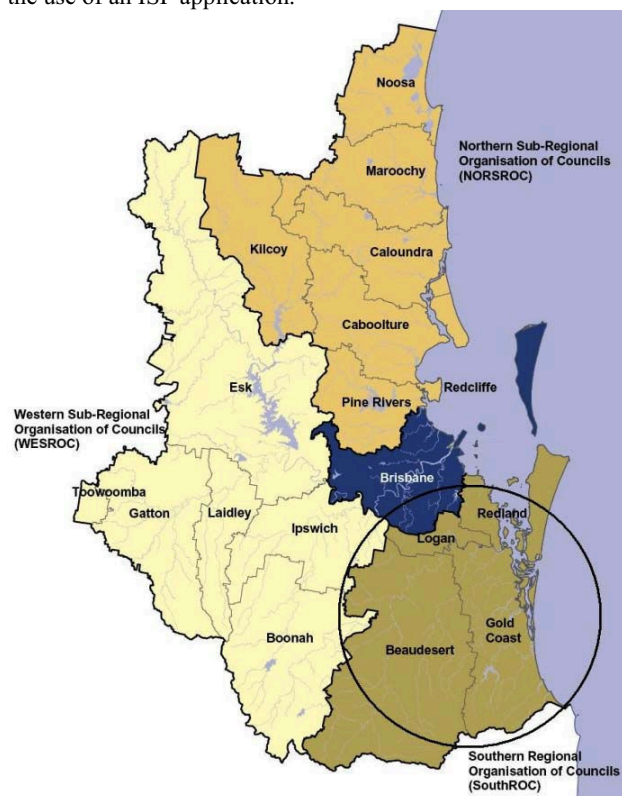 the use of an ISF application.
Noosa
Northern Sub-Regional
Organisation of Councils
(NORSROC)
Maroochy
Kilcoy
Caloundra
Caboolture
Esk
Redcliffe
Pine Rivers
Western Sub-Regional
Organisation of Councils
(WESROC)
Brisbane
Toowoomba
Gatton
Laidley
Redland
Ipswich
Logan
Gold
Coast
Boonah
Beaudesert
Southern Regional
Organisation of Councils
(SouthROC)